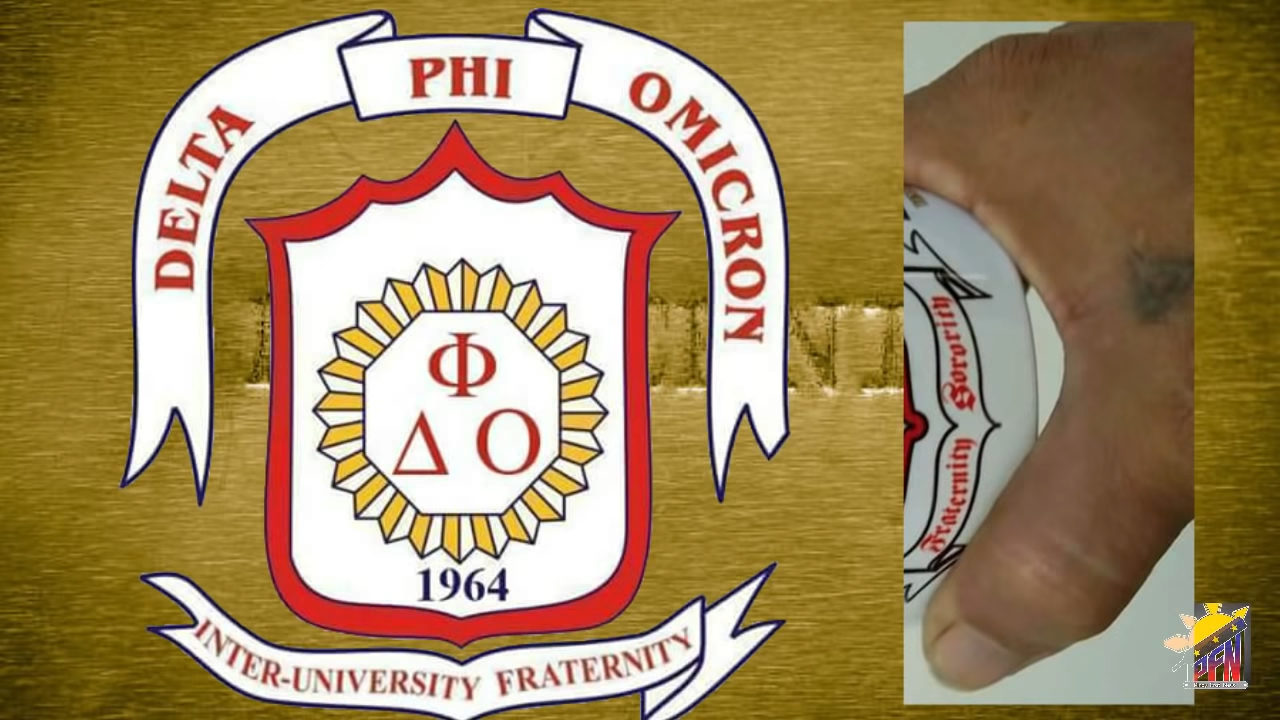 DELTA PHI OMICRON
Φ
Δ Ο
1964
INTER-UNIVERSITY FRATERNITY
Fraternity Sorority